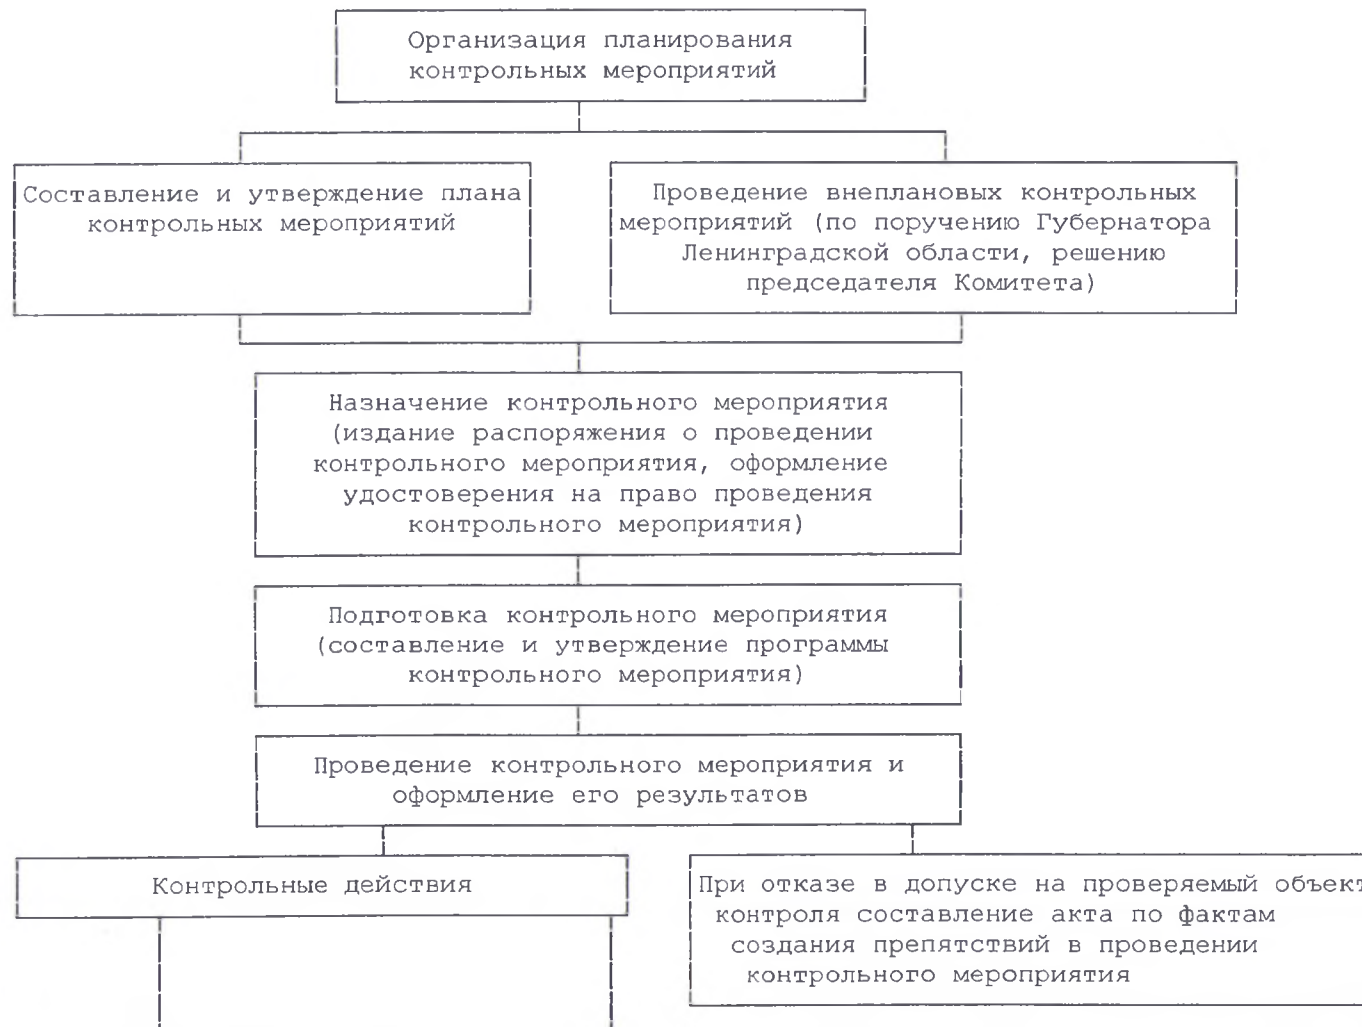 Организация планирования
контрольных мероприятий
Составление и утверждение плана
контрольных мероприятий
Проведение внеплановых контрольных
мероприятий (по поручению Губернатора
Ленинградской области, решению
председателя Комитета)
Назначение контрольного мероприятия
(издание распоряжения о проведении
контрольного мероприятия, оформление
удостоверения на право проведения
контрольного мероприятия)
Подготовка контрольного мероприятия
(составление и утверждение программы
контрольного мероприятия)
Проведение контрольного мероприятия и
оформление его результатов
Контрольные действия
При отказе в допуске на проверяемый объект
контроля составление акта по фактам
создания препятствий в проведении
контрольного мероприятия